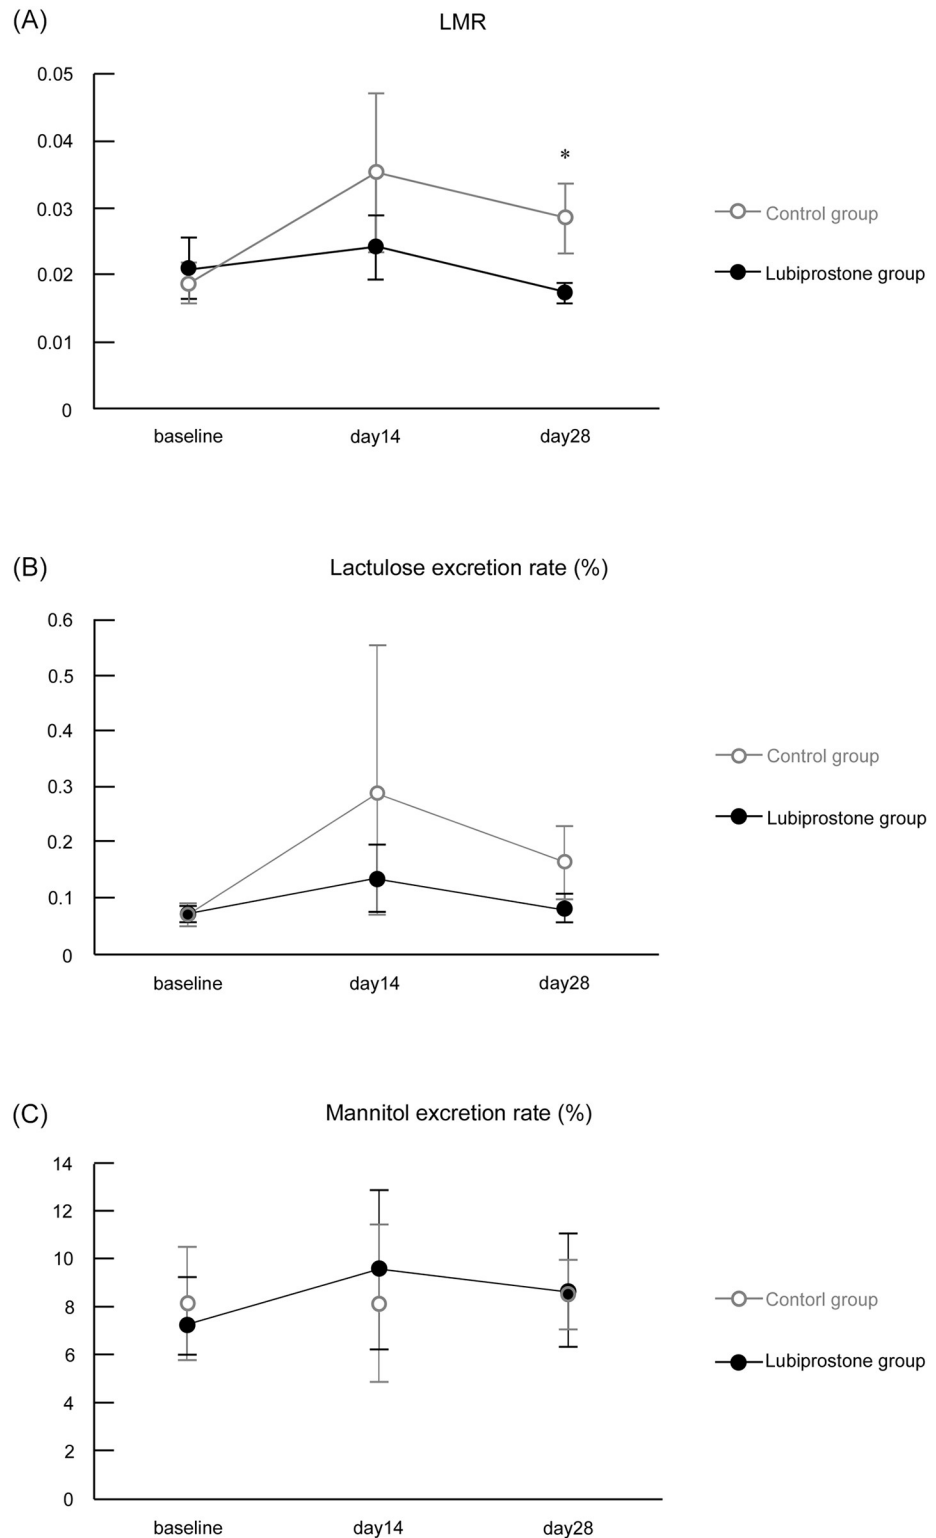 (A)
LMR
0.05
0.04
0.03
0.02
0.01
0
*
baseline day14 day28
Control group
Lubiprostone group
(B)
Lactulose excretion rate (%)
0.6
0.5
0.4
0.3
0.2
0.1
0
baseline day14 day28
Control group
Lubiprostone group
(C)
Mannitol excretion rate (%)
14
12
10
8
6
4
2
0
baseline day14 day28
Contorl group
Lubiprostone group